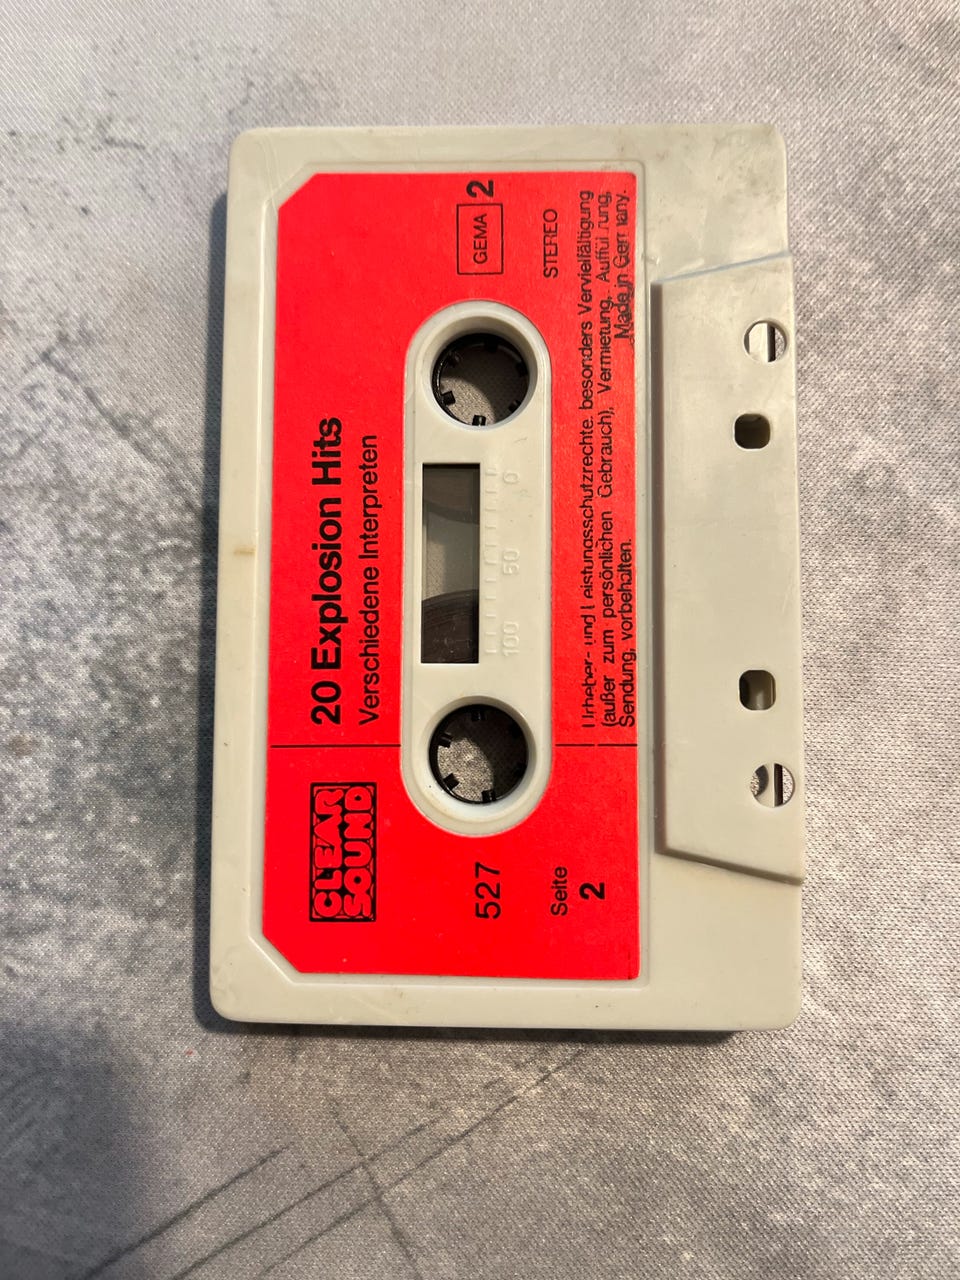 CLEAR
SOUND
20 Explosion Hits
Verschiedene Interpreten
527
GEMA
2
Seite
2
STEREO
100 50 0
Urheber- und Leistungsschutzrechte, besonders Vervielfältigung
(außer zum persönlichen Gebrauch), Vermietung, Aufführung,
Sendung, vorbehalten. Made in Germany.